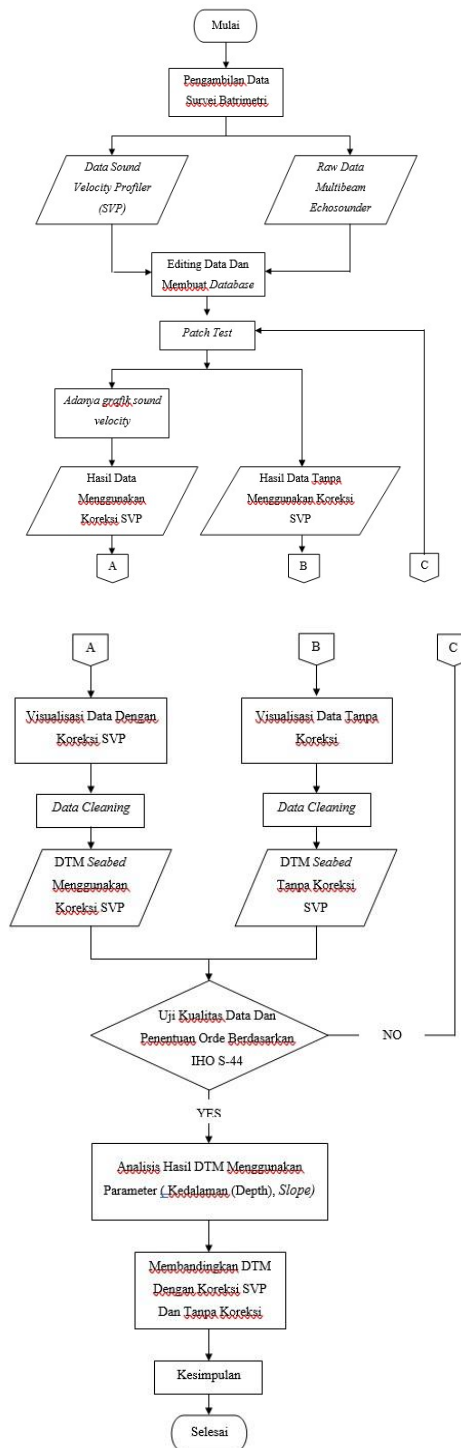 Mulai
Pengambilan Data
Survei Batrimetri
Data Sound
Velocity Profiler
(SVP)
Raw Data
Multibeam
Echosounder
Editing Data Dan
Membuat Database
Patch Test
Adanya grafik sound
velocity
Hasil Data
Menggunakan
Koreksi SVP
Hasil Data Tanpa
Menggunakan Koreksi
SVP
A
B
C
A
B
C
Visualisasi Data Dengan
Koreksi SVP
Visualisasi Data Tanpa
Koreksi
Data Cleaning
Data Cleaning
DTM Seabed
Menggunakan
Koreksi SVP
DTM Seabed
Tanpa Koreksi
SVP
Uji Kualitas Data Dan
Penentuan Orde Berdasarkan
IHO S-44
NO
YES
Analisis Hasil DTM Menggunakan
Parameter ( Kedalaman (Depth), Slope)
Membandingkan DTM
Dengan Koreksi SVP
Dan Tanpa Koreksi
Kesimpulan
Selesai